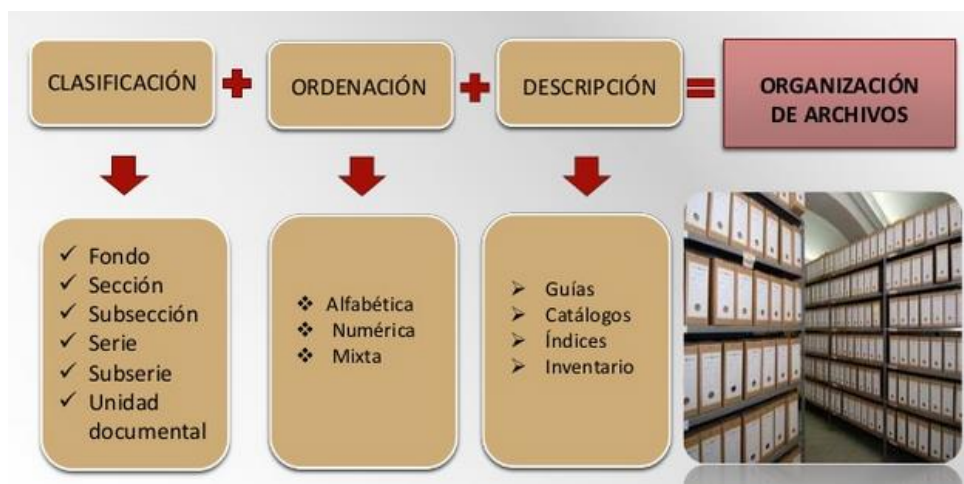 CLASIFICACIÓN
ORDENACIÓN
DESCRIPCIÓN
ORGANIZACIÓN
DE ARCHIVOS
Fondo
Sección
Subsección
Serie
Subserie
Unidad
documental
Alfabética
Numérica
Mixta
Guías
Catálogos
Índices
Inventario